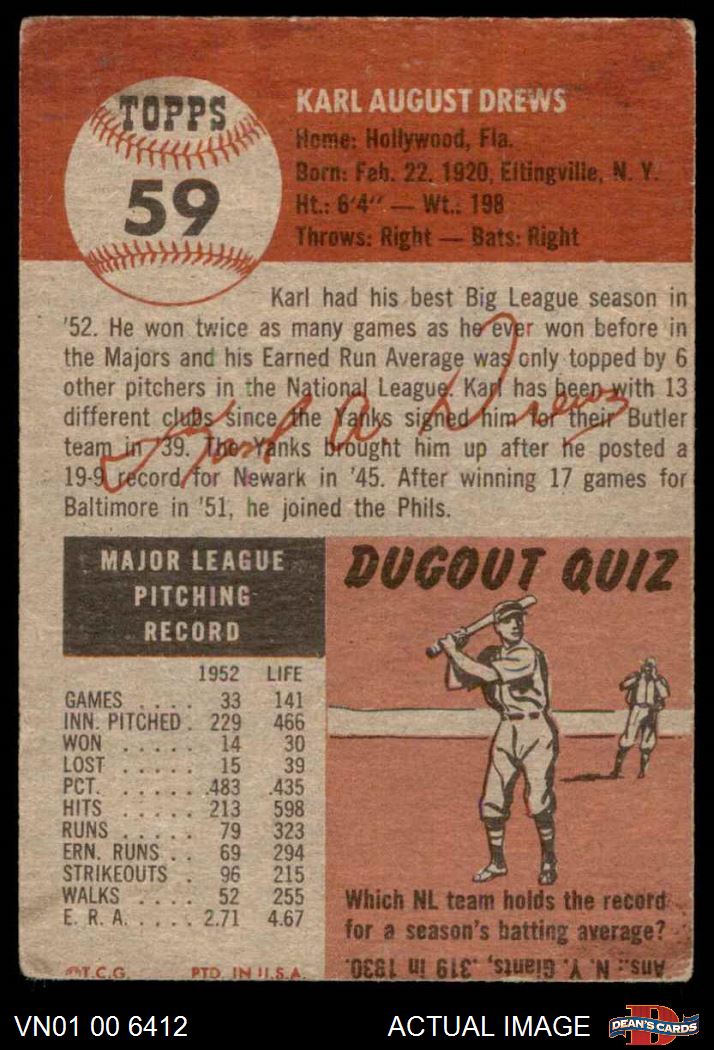 TOPPS
59
KARL AUGUST DREWS
Home: Hollywood, Fla.
Born: Feb. 22, 1920, Eltingville, N. Y.
Ht.: 6'4" — Wt.: 198
Throws: Right — Bats: Right
Karl had his best Big League season in
'52. He won twice as many games as he ever won before in
the Majors and his Earned Run Average was only topped by 6
other pitchers in the National League. Karl has been with 13
different clubs since the Yanks signed him for their Butler
team in '39. The Yanks brought him up after he posted a
19-9 record for Newark in '45. After winning 17 games for
Baltimore in '51, he joined the Phils.
Karl A. Drews
MAJOR LEAGUE
PITCHING
RECORD
1952 LIFE
GAMES . . . . 33 141
INN. PITCHED . 229 466
WON . . . . . 14 30
LOST . . . . . 15 39
PCT. . . . . . .483 .435
HITS . . . . . 213 598
RUNS . . . . . 79 323
ERN. RUNS . . 69 294
STRIKEOUTS . 96 215
WALKS . . . . 52 255
E. R. A. . . . . 2.71 4.67
©T.C.G. PTD. IN U.S.A.
DUGOUT QUIZ
Which NL team holds the record
for a season's batting average?
Ans.: N. Y. Giants, .319 in 1930.
VN01 00 6412
ACTUAL IMAGE
D
DEAN'S CARDS